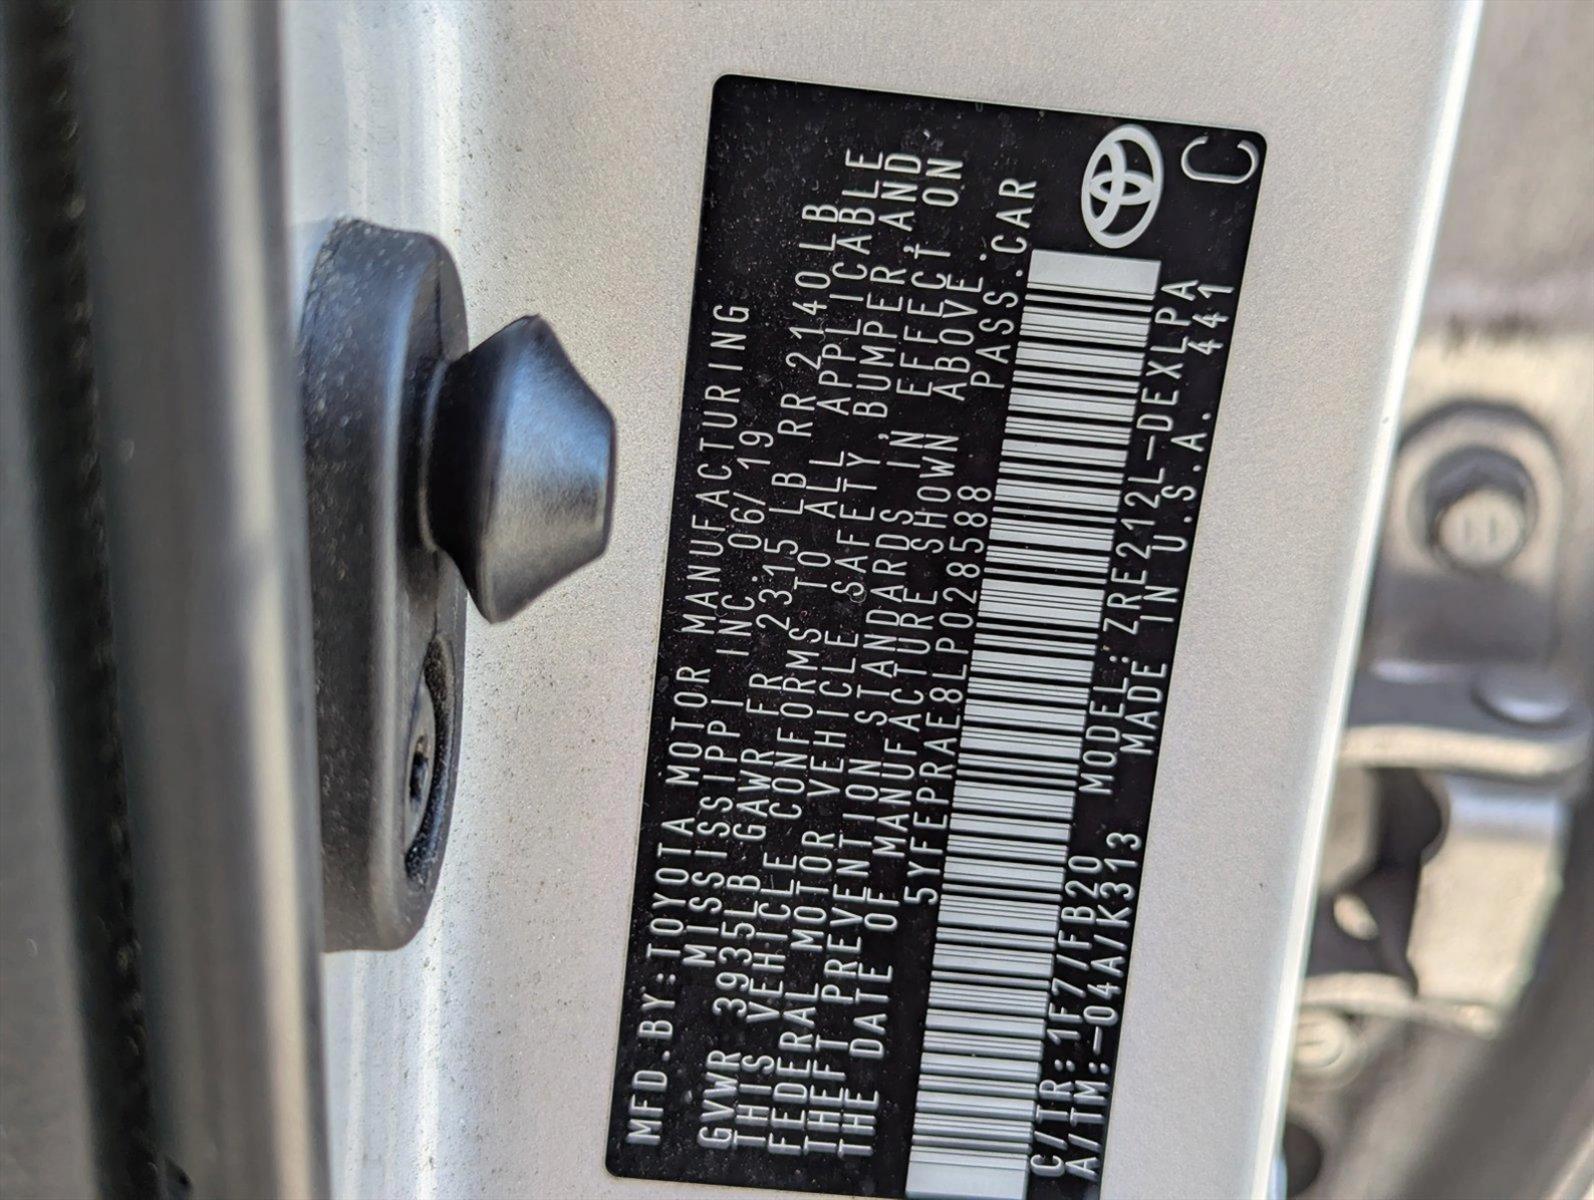 MFD.BY:TOYOTA MOTOR MANUFACTURING
MISSISSIPPI INC. 06/19
GVWR 3935LB GAWR FR 2315 LB RR 2140 LB
THIS VEHICLE CONFORMS TO ALL APPLICABLE
FEDERAL MOTOR VEHICLE SAFETY, BUMPER, AND
THEFT PREVENTION STANDARDS IN EFFECT ON
THE DATE OF MANUFACTURE SHOWN ABOVE.
5YFEPRAE8LP028588 PASS.CAR
C/TR:1F7/FB20 MODEL:ZRE212L-DEXLPA
A/TM:-04A/K313 MADE IN U.S.A. 441
C